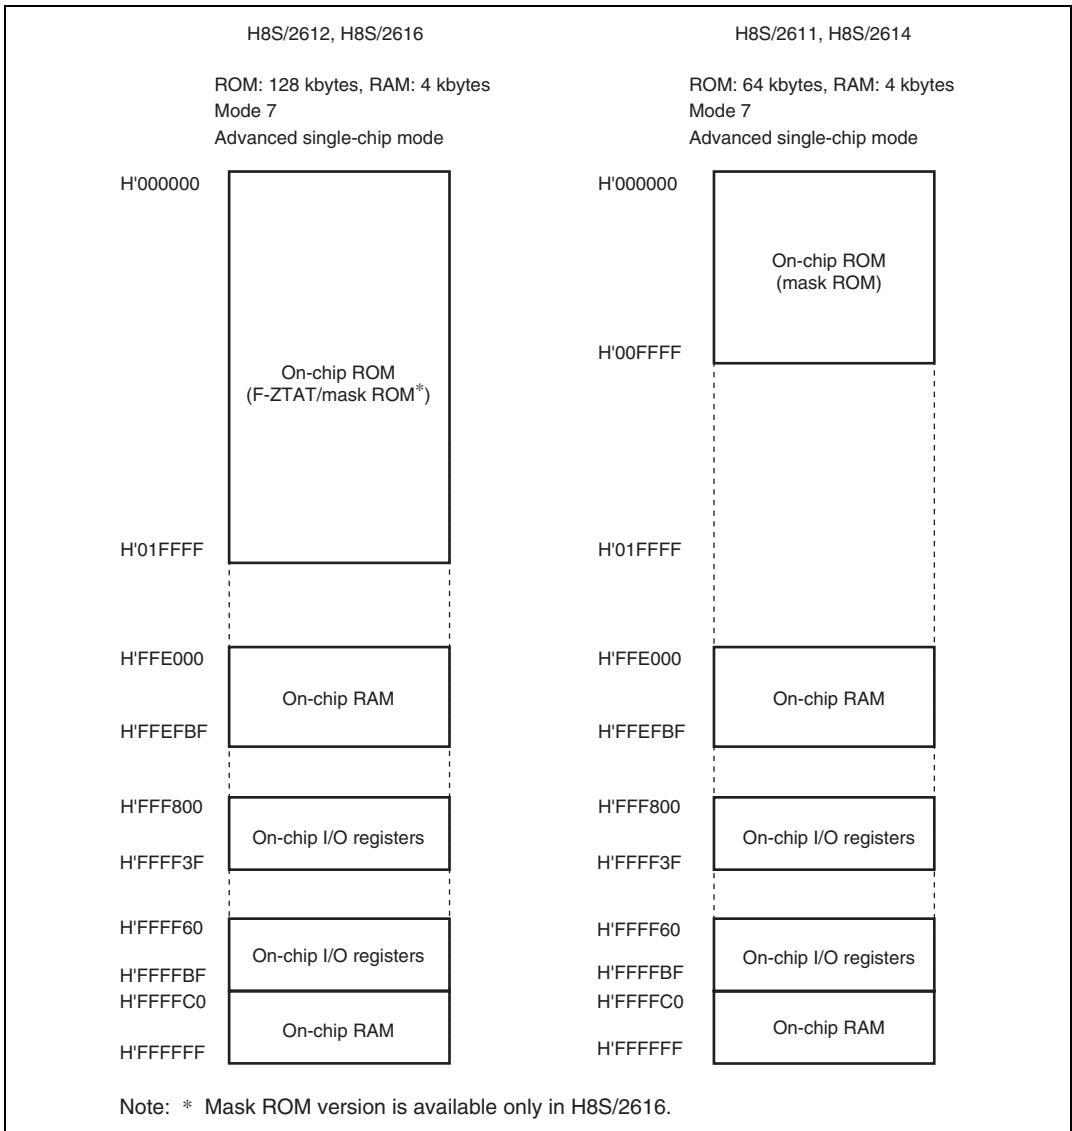 H8S/2612, H8S/2616
ROM: 128 kbytes, RAM: 4 kbytes
Mode 7
Advanced single-chip mode
H'000000
On-chip ROM
(F-ZTAT/mask ROM*)
H'01FFFF
H'FFE000
On-chip RAM
H'FFEFBF
H'FFF800
On-chip I/O registers
H'FFFF3F
H'FFFF60
On-chip I/O registers
H'FFFFBF
H'FFFFC0
On-chip RAM
H'FFFFFF
H8S/2611, H8S/2614
ROM: 64 kbytes, RAM: 4 kbytes
Mode 7
Advanced single-chip mode
H'000000
On-chip ROM
(mask ROM)
H'00FFFF
H'01FFFF
H'FFE000
On-chip RAM
H'FFEFBF
H'FFF800
On-chip I/O registers
H'FFFF3F
H'FFFF60
On-chip I/O registers
H'FFFFBF
H'FFFFC0
On-chip RAM
H'FFFFFF
Note: * Mask ROM version is available only in H8S/2616.